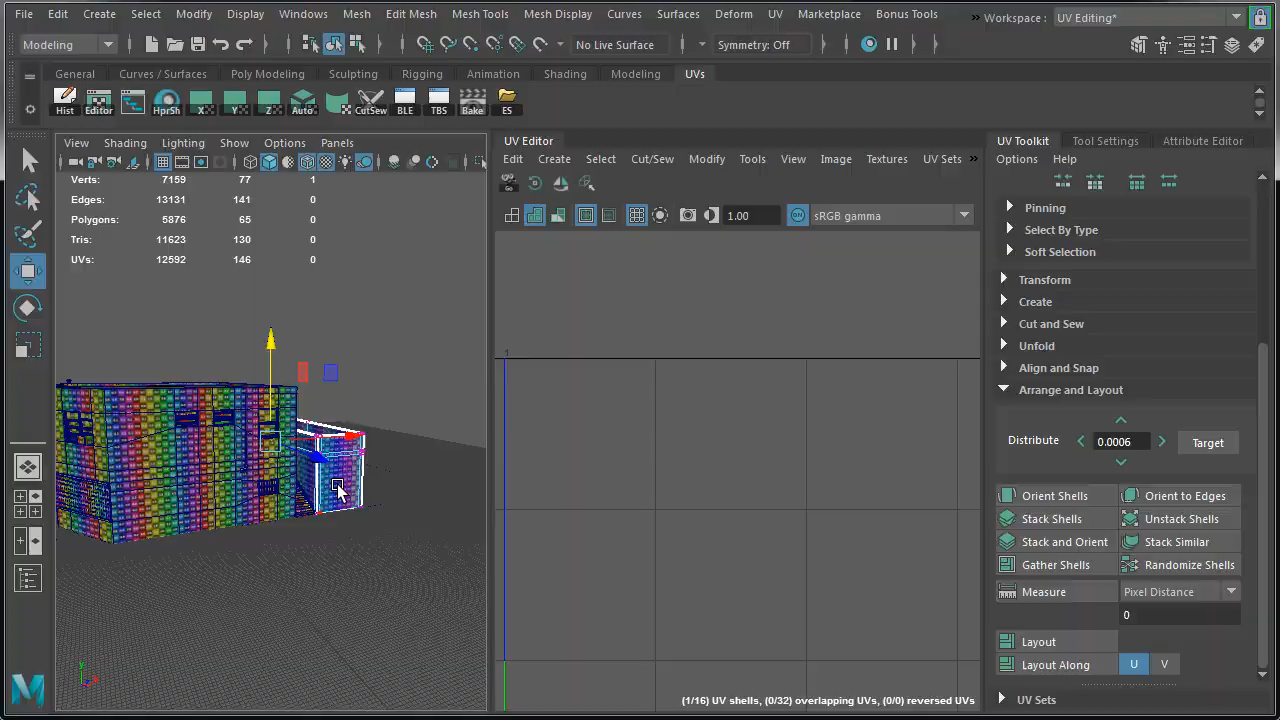 File Edit Create Select Modify Display Windows Mesh Edit Mesh Mesh Tools Mesh Display Curves Surfaces Deform UV Marketplace Bonus Tools » Workspace : UV Editing*
Modeling No Live Surface Symmetry: Off
General Curves / Surfaces Poly Modeling Sculpting Rigging Animation Shading Modeling UVs
Hist Editor HprSh X Y Z Auto CutSew BLE TBS Bake ES
View Shading Lighting Show Options Panels
Verts: 7159 77 1
Edges: 13131 141 0
Polygons: 5876 65 0
Tris: 11623 130 0
UVs: 12592 146 0
y
UV Editor
Edit Create Select Cut/Sew Modify Tools View Image Textures UV Sets »
1.00 ON sRGB gamma
1
(1/16) UV shells, (0/32) overlapping UVs, (0/0) reversed UVs
UV Toolkit Tool Settings Attribute Editor
Options Help
Pinning
Select By Type
Soft Selection
Transform
Create
Cut and Sew
Unfold
Align and Snap
Arrange and Layout
Distribute 0.0006 Target
Orient Shells Orient to Edges
Stack Shells Unstack Shells
Stack and Orient Stack Similar
Gather Shells Randomize Shells
Measure Pixel Distance
0
Layout
Layout Along U V
UV Sets